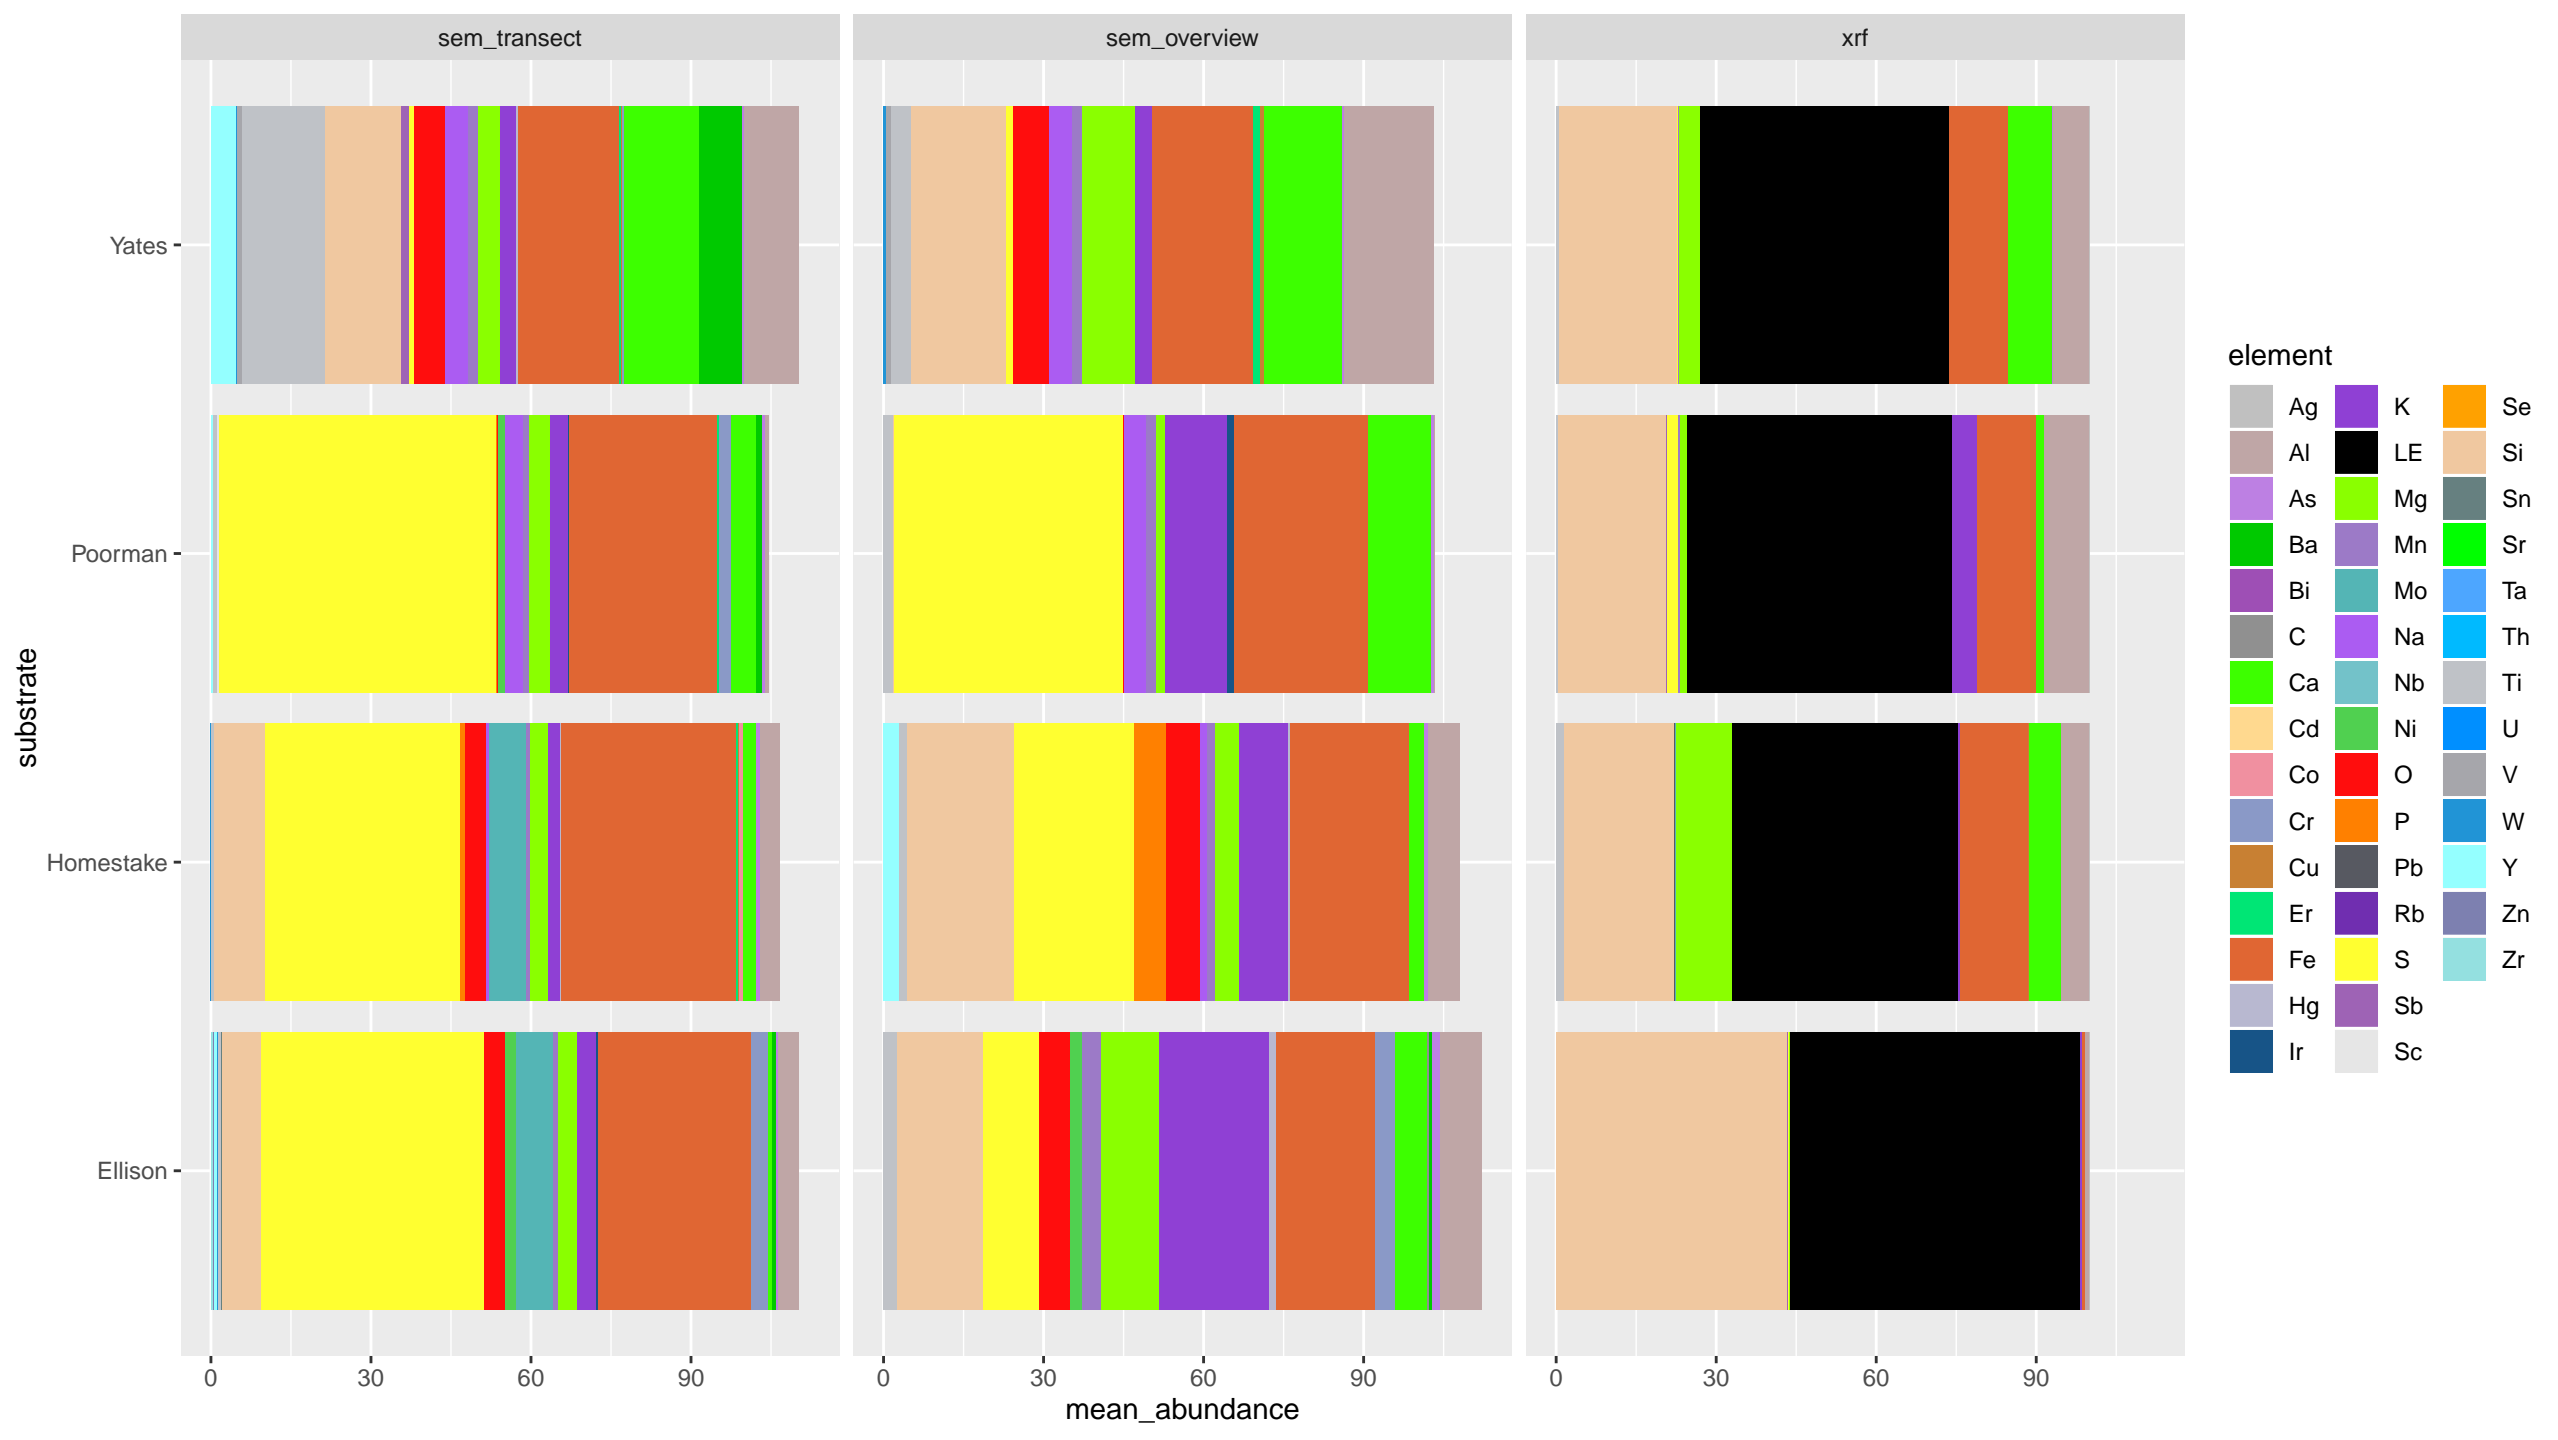 sem_transect sem_overview xrf
Yates
Poorman
Homestake
Ellison
substrate
0 30 60 90 0 30 60 90 0 30 60 90
mean_abundance
element
Ag K Se
Al LE Si
As Mg Sn
Ba Mn Sr
Bi Mo Ta
C Na Th
Ca Nb Ti
Cd Ni U
Co O V
Cr P W
Cu Pb Y
Er Rb Zn
Fe S Zr
Hg Sb
Ir Sc